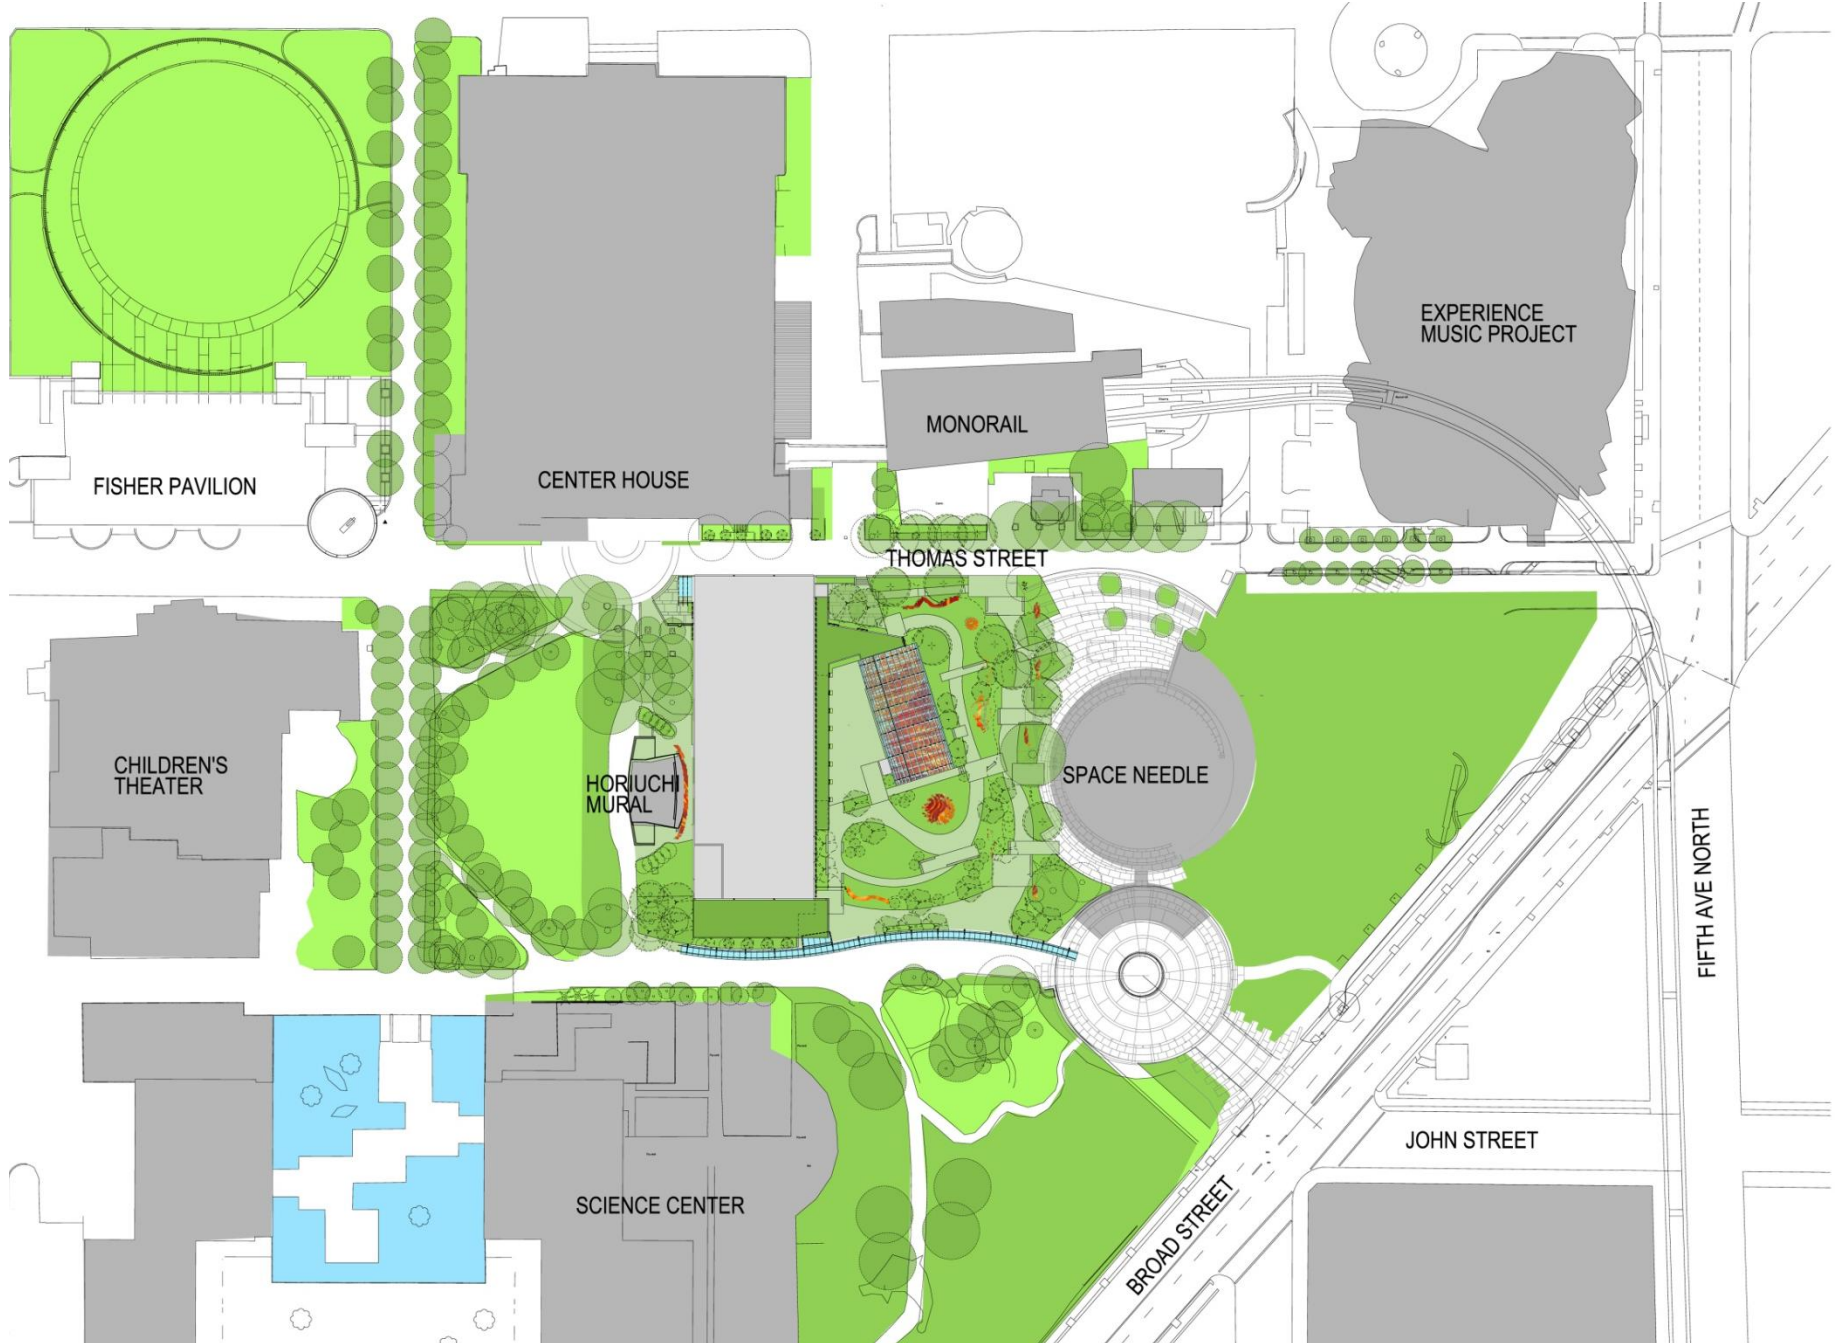 EXPERIENCE
MUSIC PROJECT
MONORAIL
CENTER HOUSE
FISHER PAVILION
THOMAS STREET
CHILDREN'S
THEATER
HORIUCHI
MURAL
SPACE NEEDLE
FIFTH AVE NORTH
JOHN STREET
SCIENCE CENTER
BROAD STREET